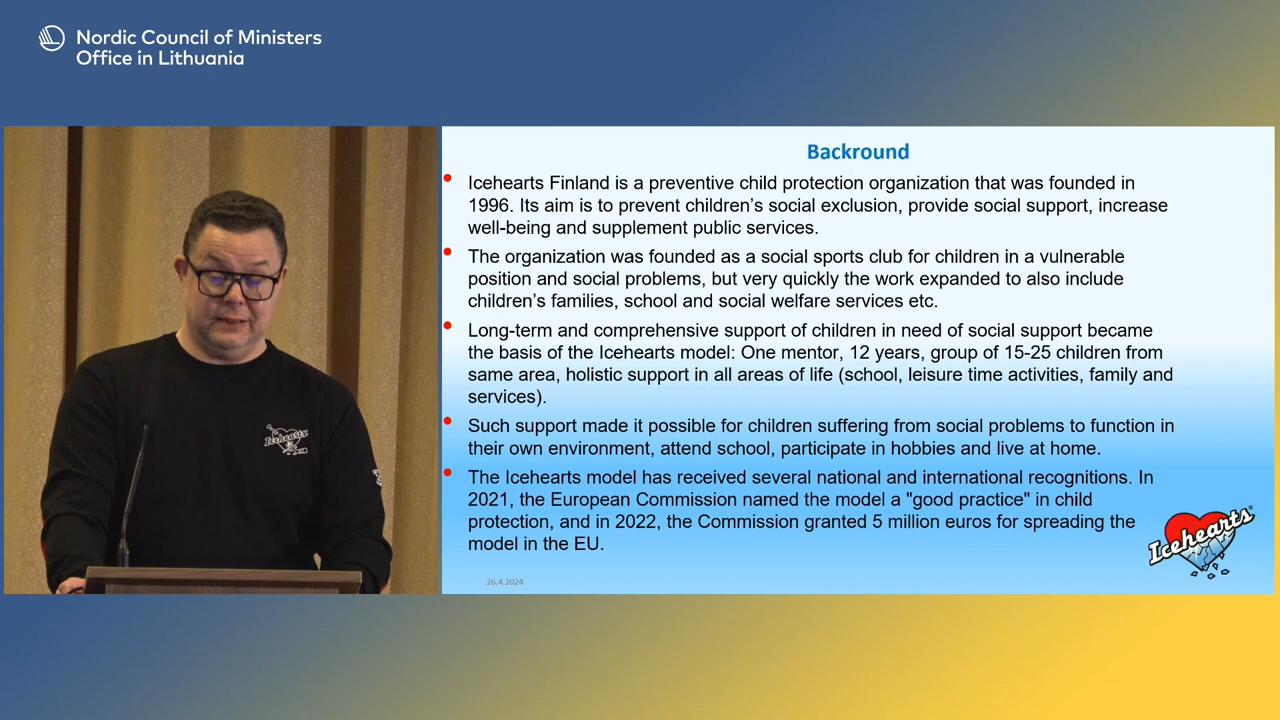 Nordic Council of Ministers
Office in Lithuania
Backround
Icehearts Finland is a preventive child protection organization that was founded in
1996. Its aim is to prevent children's social exclusion, provide social support, increase
well-being and supplement public services.
The organization was founded as a social sports club for children in a vulnerable
position and social problems, but very quickly the work expanded to also include
children's families, school and social welfare services etc.
Long-term and comprehensive support of children in need of social support became
the basis of the Icehearts model: One mentor, 12 years, group of 15-25 children from
same area, holistic support in all areas of life (school, leisure time activities, family and
services).
Such support made it possible for children suffering from social problems to function in
their own environment, attend school, participate in hobbies and live at home.
The Icehearts model has received several national and international recognitions. In
2021, the European Commission named the model a "good practice" in child
protection, and in 2022, the Commission granted 5 million euros for spreading the
model in the EU.
26.4.2024
Icehearts
Icehearts